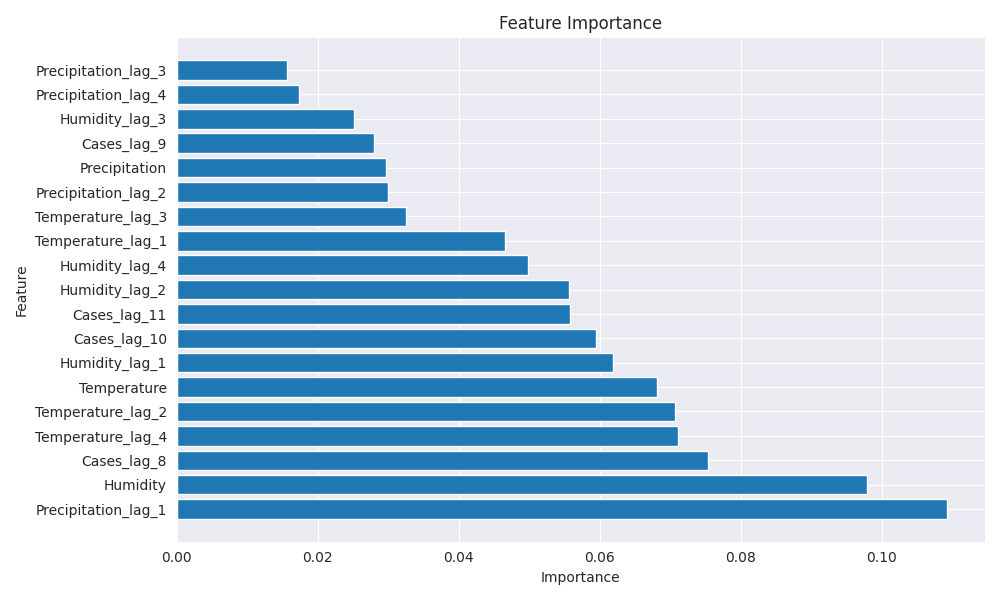 Feature Importance
Feature
Precipitation_lag_3
Precipitation_lag_4
Humidity_lag_3
Cases_lag_9
Precipitation
Precipitation_lag_2
Temperature_lag_3
Temperature_lag_1
Humidity_lag_4
Humidity_lag_2
Cases_lag_11
Cases_lag_10
Humidity_lag_1
Temperature
Temperature_lag_2
Temperature_lag_4
Cases_lag_8
Humidity
Precipitation_lag_1
0.00 0.02 0.04 0.06 0.08 0.10
Importance